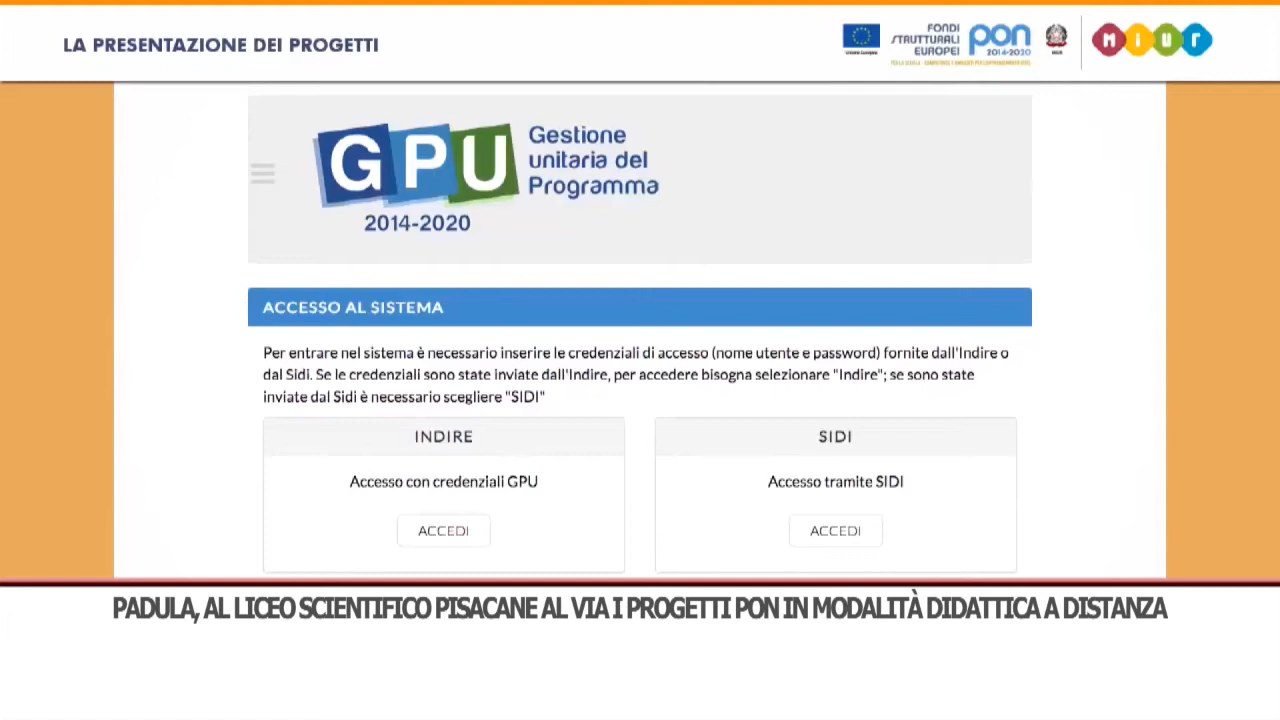 LA PRESENTAZIONE DEI PROGETTI
FONDI
STRUTTURALI
EUROPEI
pon
2014-2020
MIUR
GPU
Gestione
unitaria del
Programma
2014-2020
ACCESSO AL SISTEMA
Per entrare nel sistema è necessario inserire le credenziali di accesso (nome utente e password) fornite dall'Indire o
dal Sidi. Se le credenziali sono state inviate dall'Indire, per accedere bisogna selezionare "Indire"; se sono state
inviate dal Sidi è necessario scegliere "SIDI"
INDIRE
SIDI
Accesso con credenziali GPU
Accesso tramite SIDI
ACCEDI
ACCEDI
PADULA, AL LICEO SCIENTIFICO PISACANE AL VIA I PROGETTI PON IN MODALITÀ DIDATTICA A DISTANZA